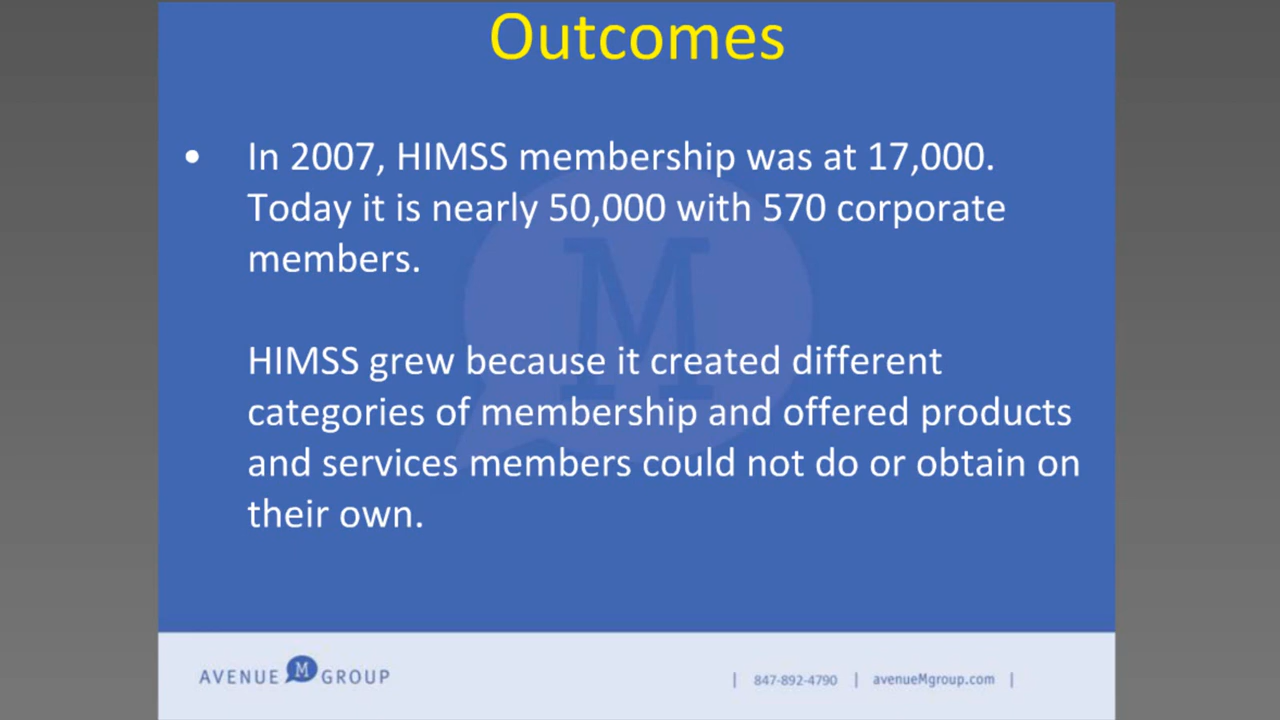 Outcomes
• In 2007, HIMSS membership was at 17,000.
Today it is nearly 50,000 with 570 corporate
members.
HIMSS grew because it created different
categories of membership and offered products
and services members could not do or obtain on
their own.
M
AVENUE M GROUP
| 847-892-4790 | avenueMgroup.com |